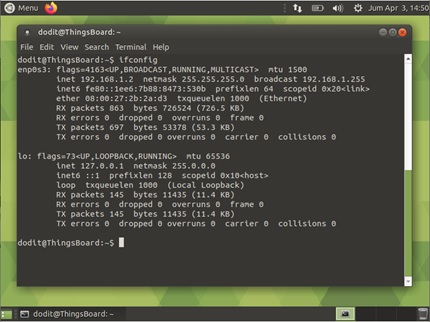 Menu
Jum Apr 3, 14:50
dodit@ThingsBoard: ~
File Edit View Search Terminal Help
dodit@ThingsBoard:~$ ifconfig
enp0s3: flags=4163<UP,BROADCAST,RUNNING,MULTICAST> mtu 1500
inet 192.168.1.2 netmask 255.255.255.0 broadcast 192.168.1.255
inet6 fe80::1ee6:7b88:8473:530b prefixlen 64 scopeid 0x20<link>
ether 08:00:27:2b:2a:d3 txqueuelen 1000 (Ethernet)
RX packets 863 bytes 726524 (726.5 KB)
RX errors 0 dropped 0 overruns 0 frame 0
TX packets 697 bytes 53378 (53.3 KB)
TX errors 0 dropped 0 overruns 0 carrier 0 collisions 0
lo: flags=73<UP,LOOPBACK,RUNNING> mtu 65536
inet 127.0.0.1 netmask 255.0.0.0
inet6 ::1 prefixlen 128 scopeid 0x10<host>
loop txqueuelen 1000 (Local Loopback)
RX packets 145 bytes 11435 (11.4 KB)
RX errors 0 dropped 0 overruns 0 frame 0
TX packets 145 bytes 11435 (11.4 KB)
TX errors 0 dropped 0 overruns 0 carrier 0 collisions 0
dodit@ThingsBoard:~$
dodit@ThingsBoard: ~